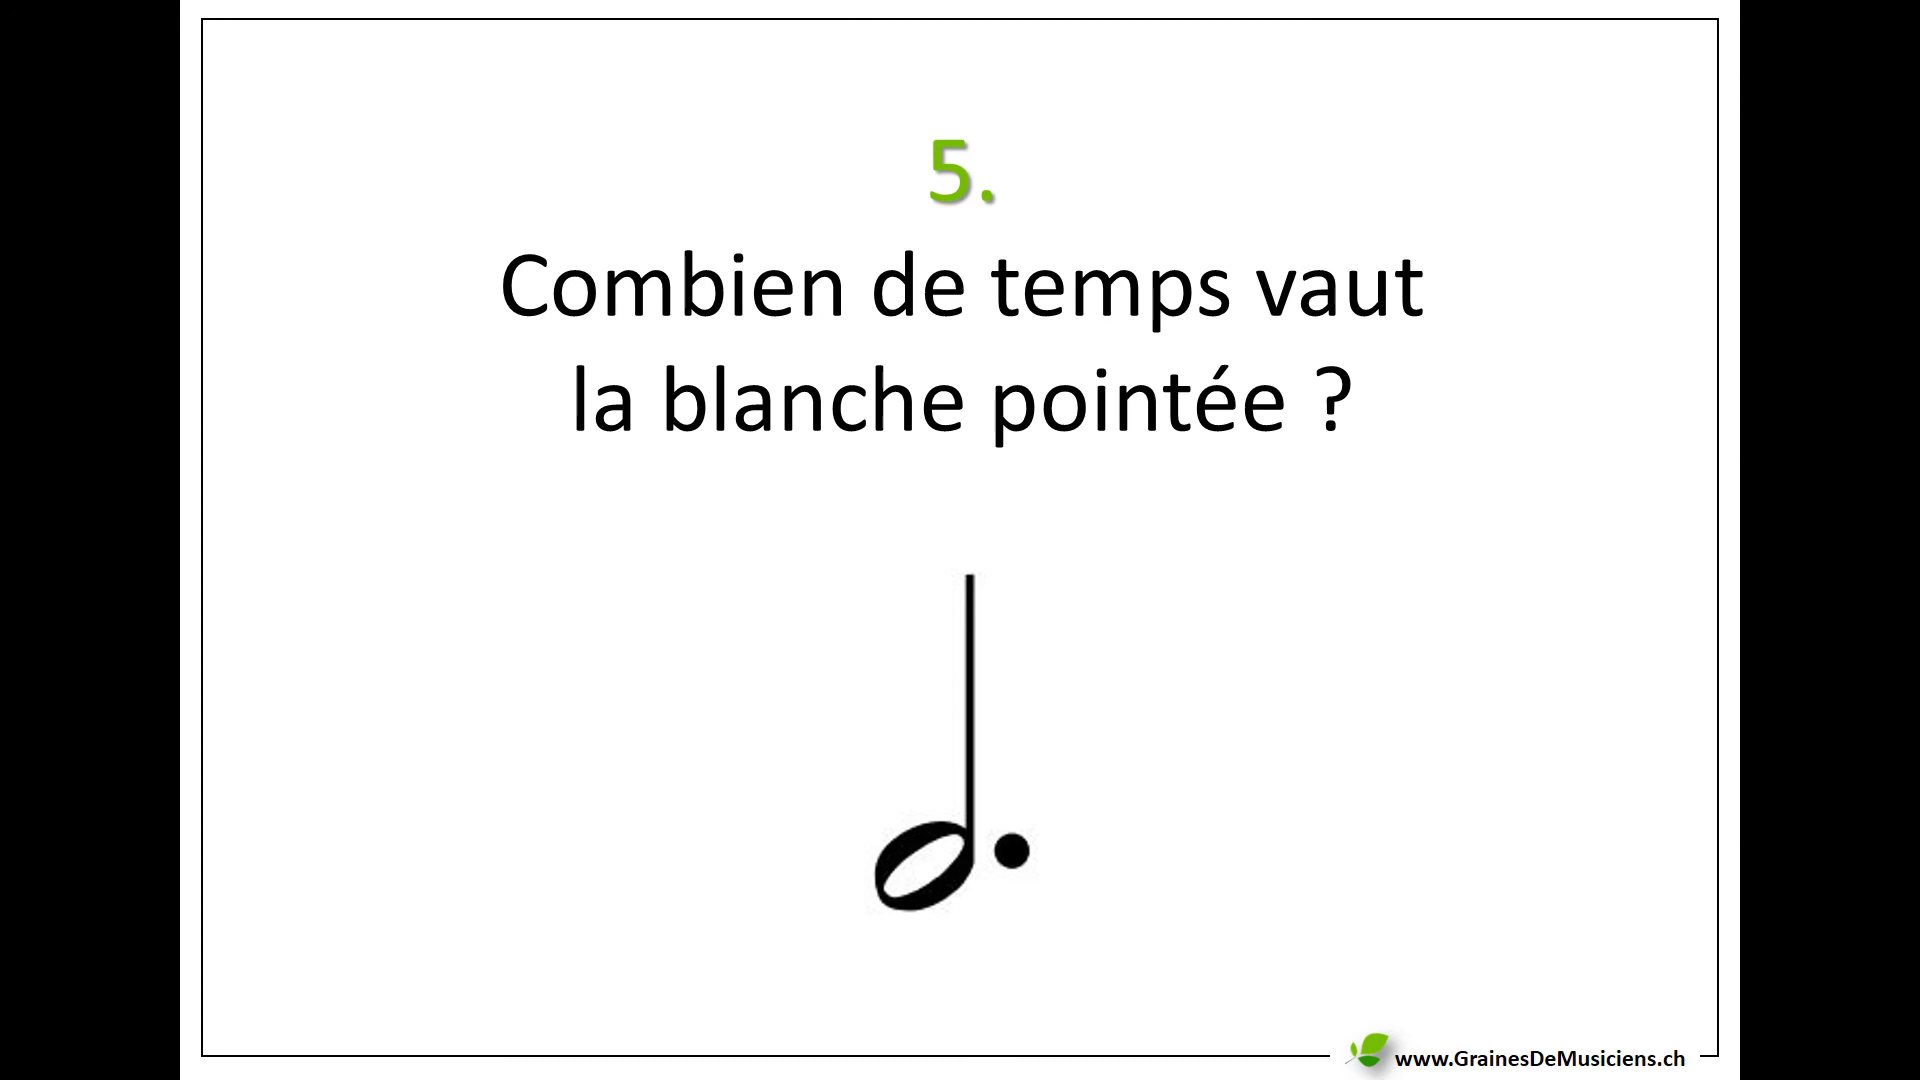 5.
Combien de temps vaut
la blanche pointée ?
www.GrainesDeMusiciens.ch